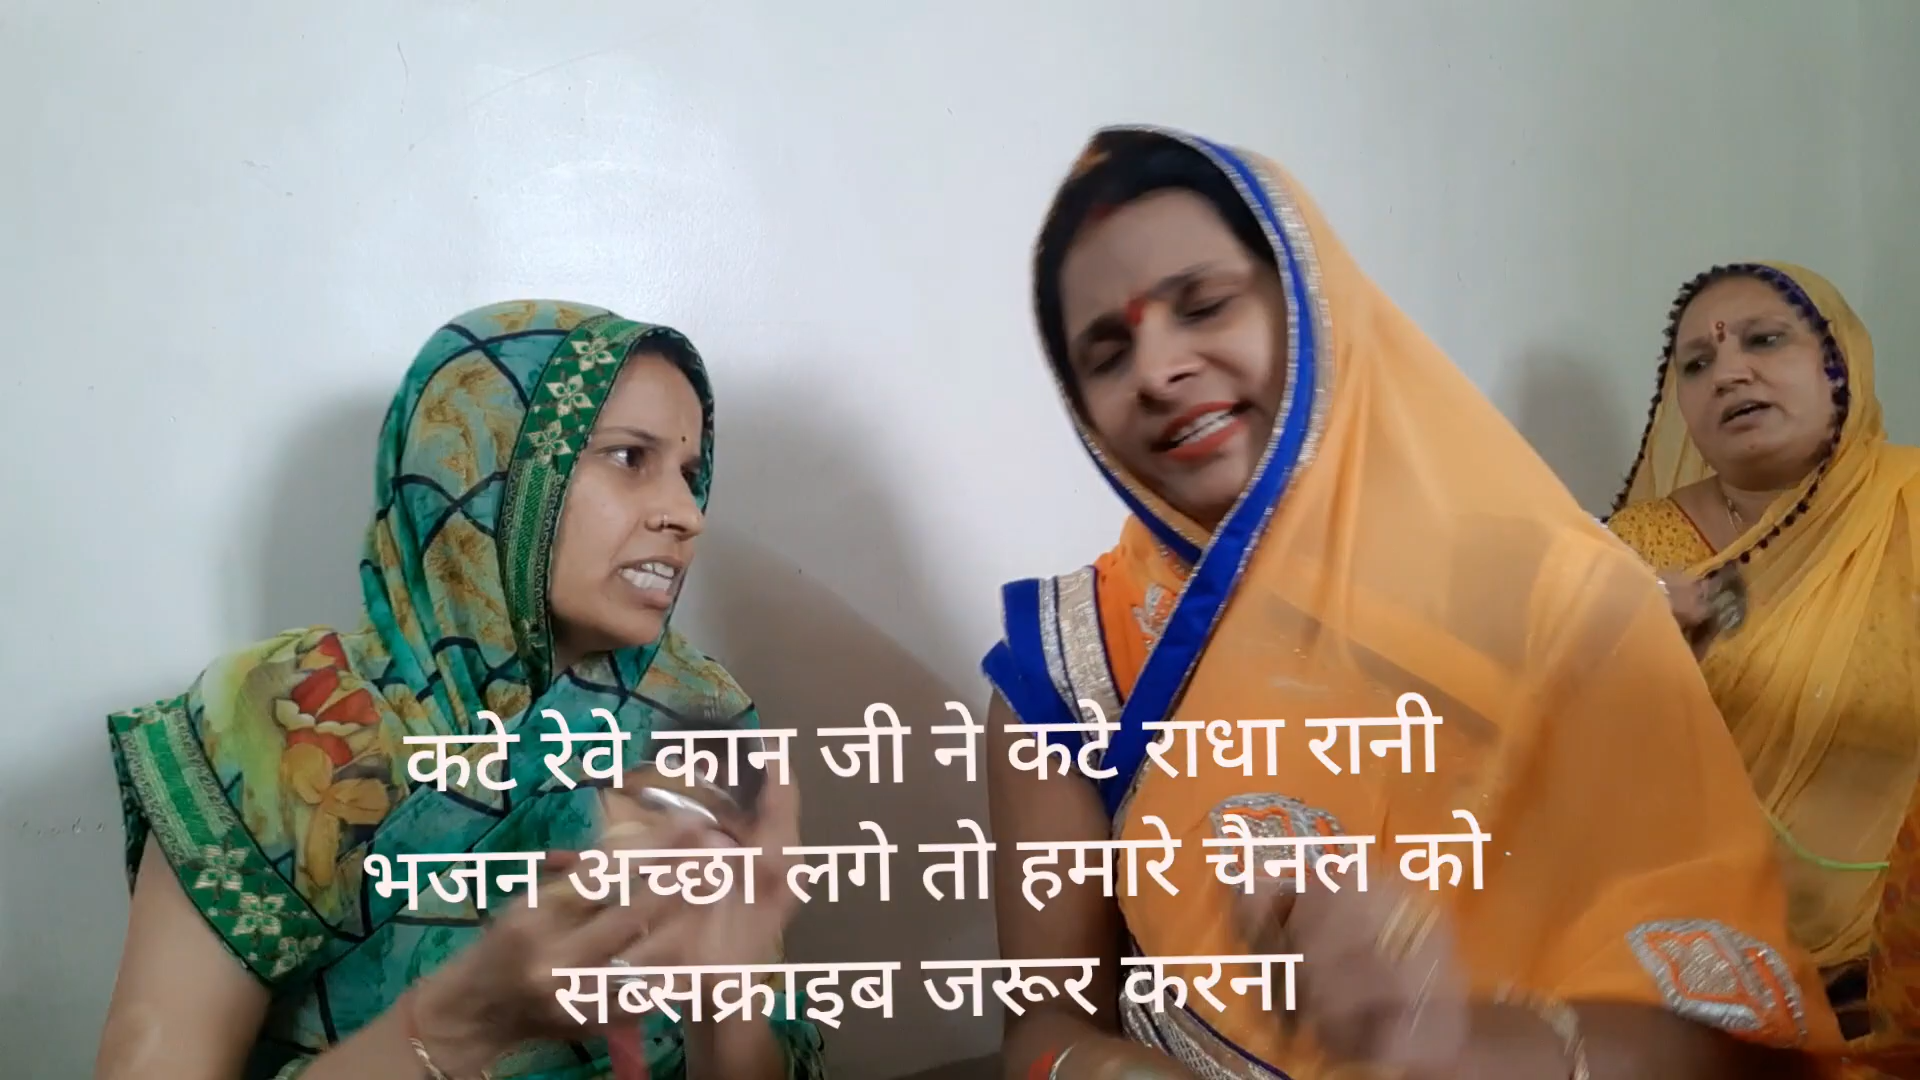 कटे रेवे कान जी ने कटे राधा रानी
भजन अच्छा लगे तो हमारे चैनल को
सब्सक्राइब जरूर करना